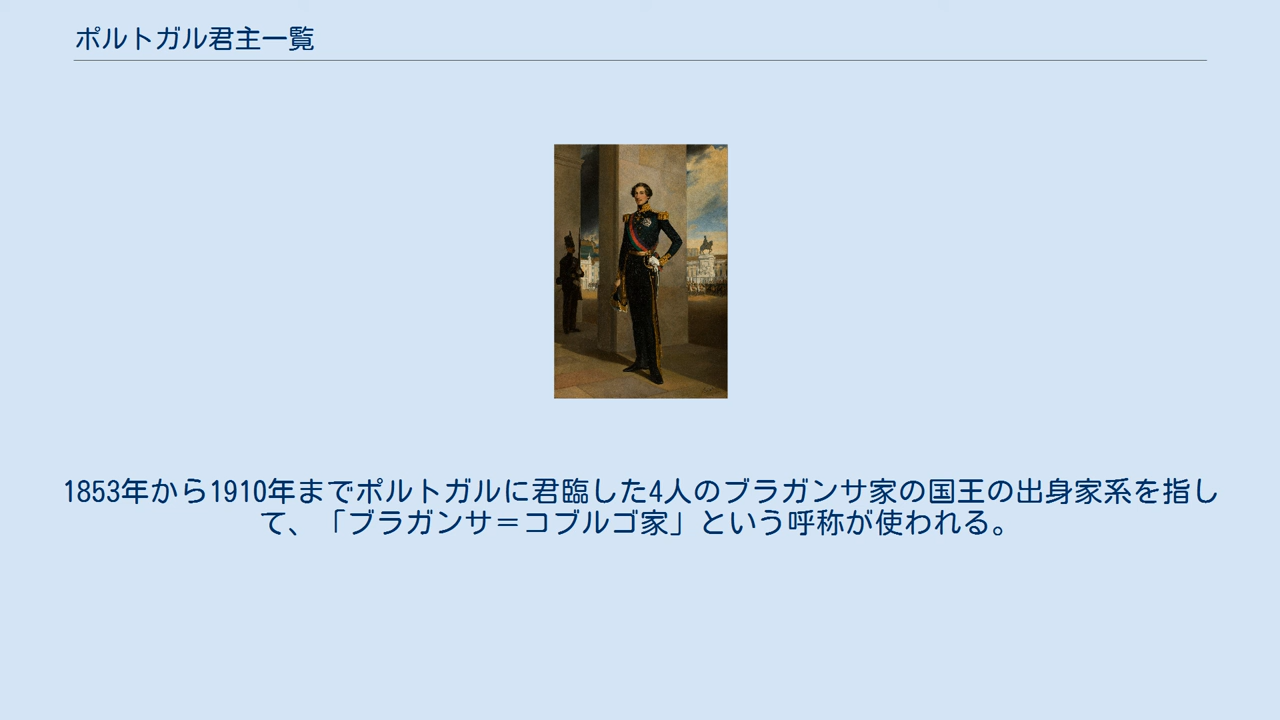 ポルトガル君主一覧
1853年から1910年までポルトガルに君臨した4人のブラガンサ家の国王の出身家系を指し
て、「ブラガンサ＝コブルゴ家」という呼称が使われる。